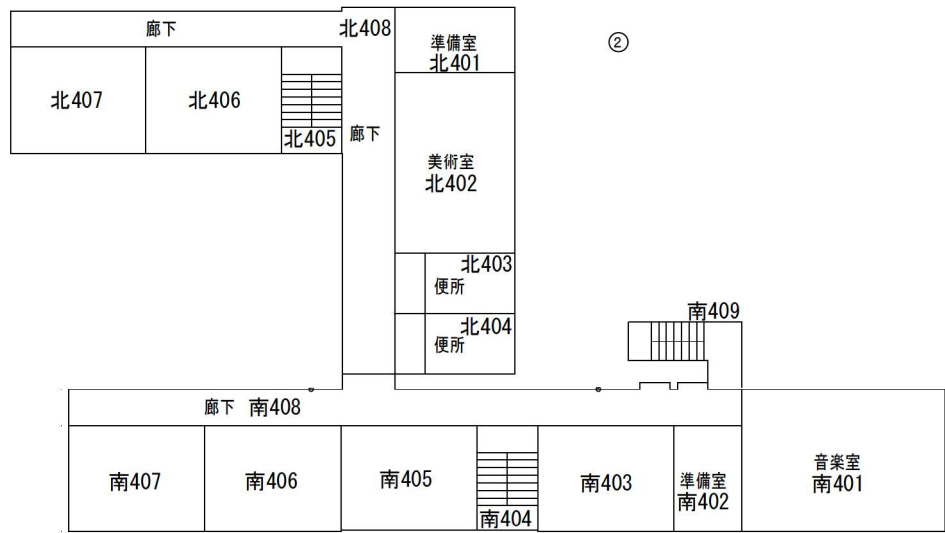 廊下
北408
準備室
北401
②
北407
北406
北405
廊下
美術室
北402
北403
便所
北404
便所
南409
廊下 南408
南407
南406
南405
南404
南403
準備室
南402
音楽室
南401